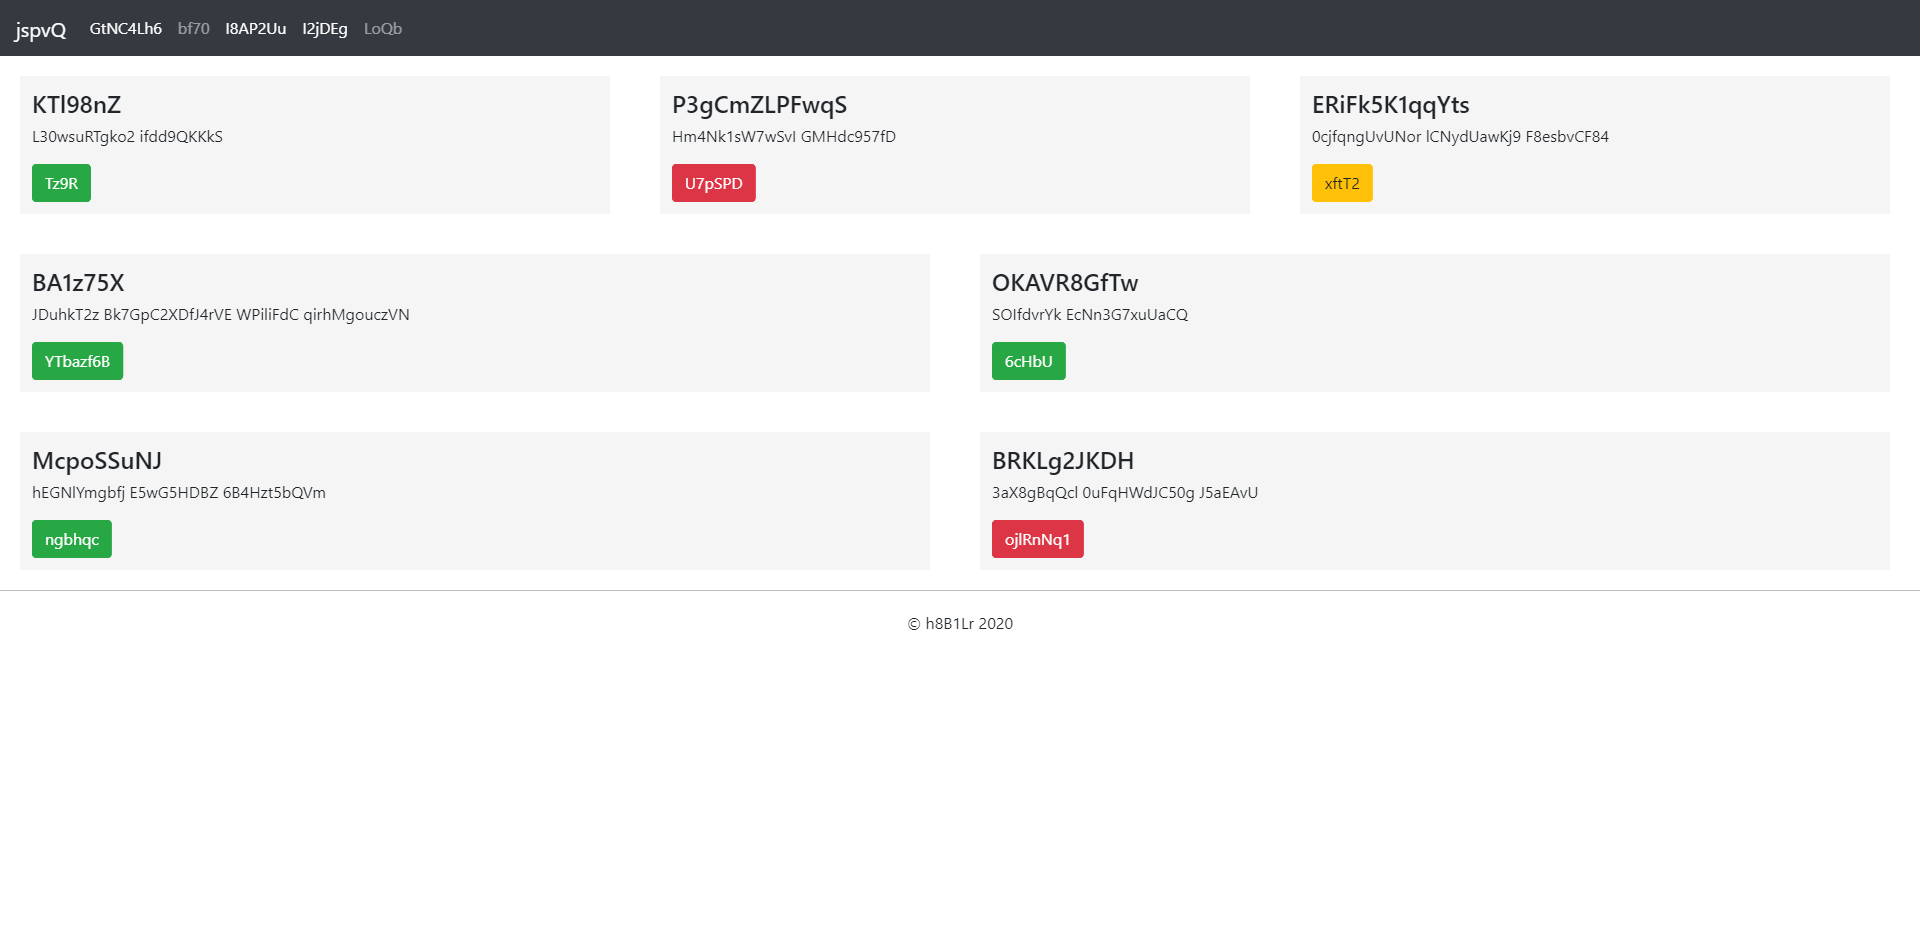 jspvQ GtNC4Lh6 bf70 I8AP2Uu I2jDEg LoQb
KTl98nZ
L30wsuRTgko2 ifdd9QKKkS
Tz9R
P3gCmZLPFwqS
Hm4Nk1sW7wSvI GMHdc957fD
U7pSPD
ERiFk5K1qqYts
0cjfqngUvUNor lCNydUawKj9 F8esbvCF84
xftT2
BA1z75X
JDuhkT2z Bk7GpC2XDfJ4rVE WPiliFdC qirhMgouczVN
YTbazf6B
OKAVR8GfTw
SOIfdvrYk EcNn3G7xuUaCQ
6cHbU
McpoSSuNJ
hEGNlYmgbfj E5wG5HDBZ 6B4Hzt5bQVm
ngbhqc
BRKLg2JKDH
3aX8gBqQcl 0uFqHWdJC50g J5aEAvU
ojlRnNq1
© h8B1Lr 2020